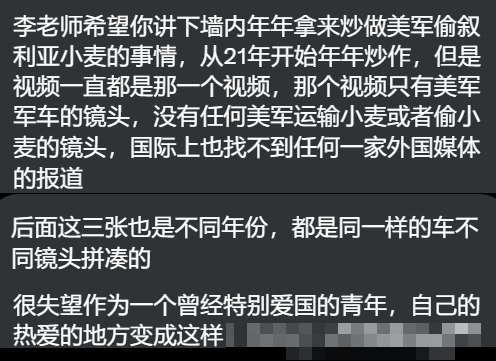 李老师希望你讲下墙内年年拿来炒做美军偷叙
利亚小麦的事情，从21年开始年年炒作，但是
视频一直都是那一个视频，那个视频只有美军
军车的镜头，没有任何美军运输小麦或者偷小
麦的镜头，国际上也找不到任何一家外国媒体
的报道
后面这三张也是不同年份，都是同一样的车不
同镜头拼凑的
很失望作为一个曾经特别爱国的青年，自己的
热爱的地方变成这样